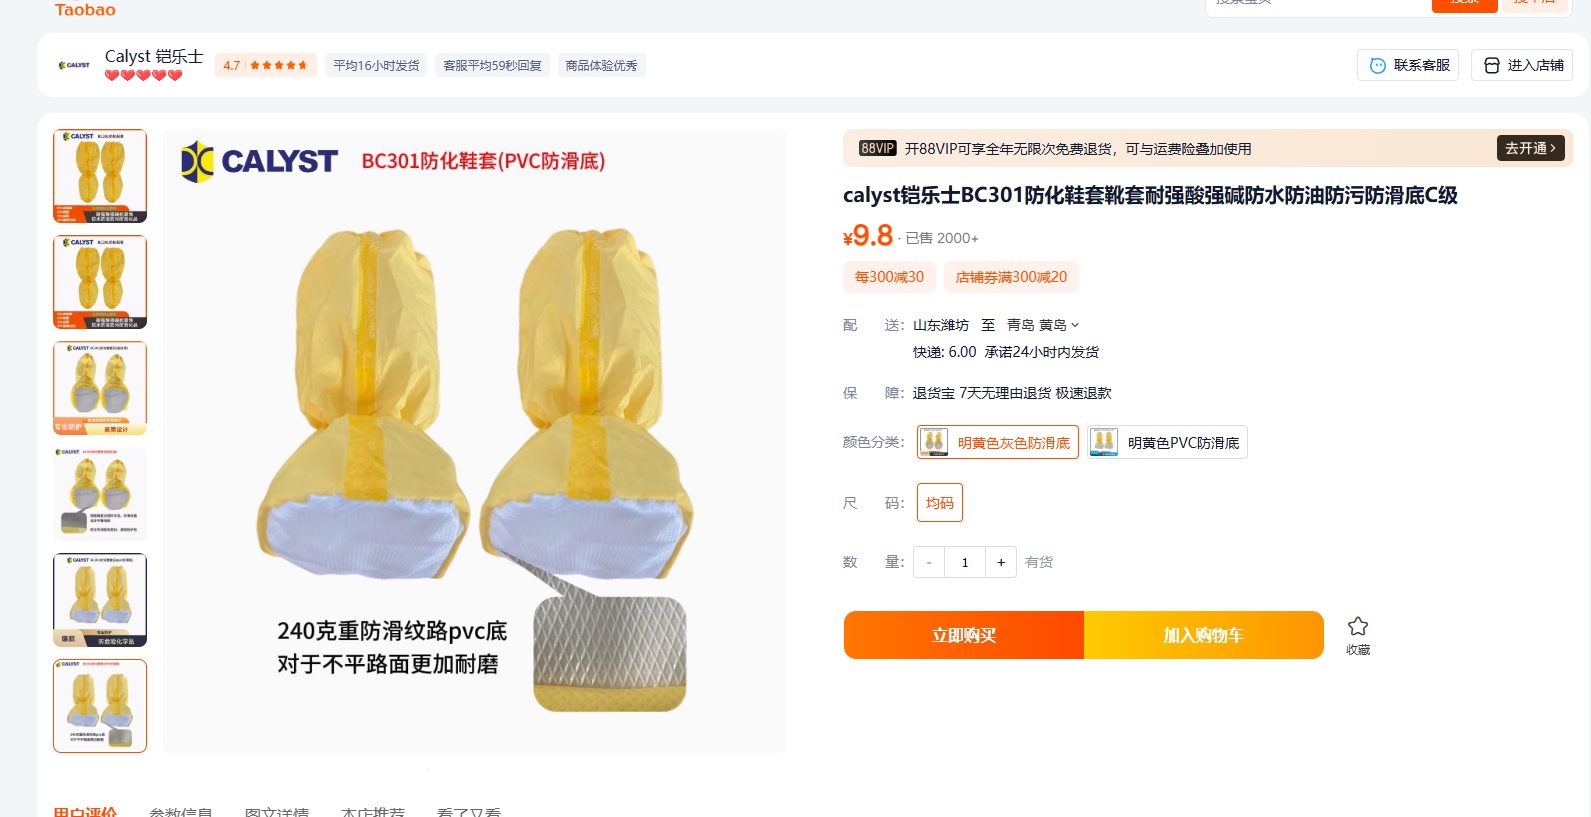 Taobao
CALYST
Calyst 铠乐士
4.7
平均16小时发货
客服平均59秒回复
商品体验优秀
联系客服
进入店铺
CALYST
BC301防化鞋套(PVC防滑底)
240克重防滑纹路pvc底
对于不平路面更加耐磨
专业防护
底筒设计
爆款
88VIP 开88VIP可享全年无限次免费退货，可与运费险叠加使用
去开通 >
calyst铠乐士BC301防化鞋套靴套耐强酸强碱防水防油防污防滑底C级
¥9.8 · 已售 2000+
每300减30
店铺券满300减20
配 送： 山东潍坊 至 青岛 黄岛
快递: 6.00 承诺24小时内发货
保 障： 退货宝 7天无理由退货 极速退款
颜色分类： 明黄色灰色防滑底 明黄色PVC防滑底
尺 码： 均码
数 量： - 1 + 有货
立即购买
加入购物车
收藏
用户评价 参数信息 图文详情 本店推荐 看了又看